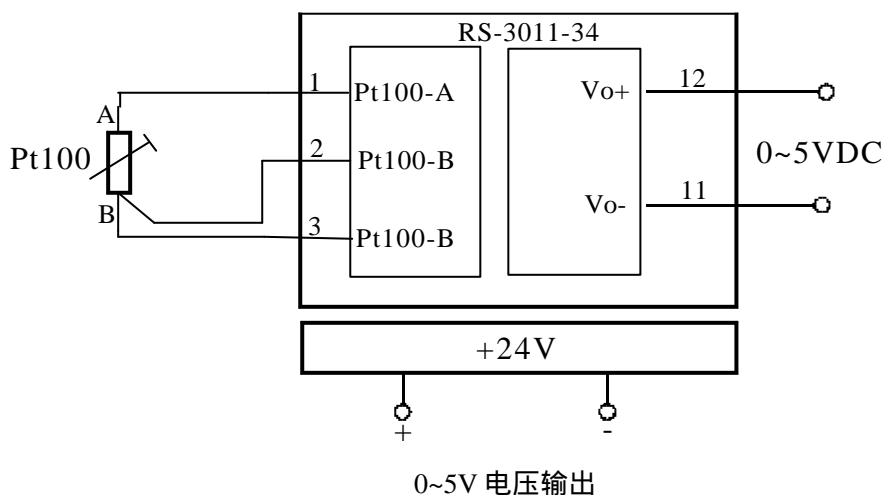 RS-3011-34
1
Pt100-A
Vo+
12
A
Pt100
2
Pt100-B
0~5VDC
B
3
Pt100-B
Vo-
11
+24V
+
-
0~5V 电压输出